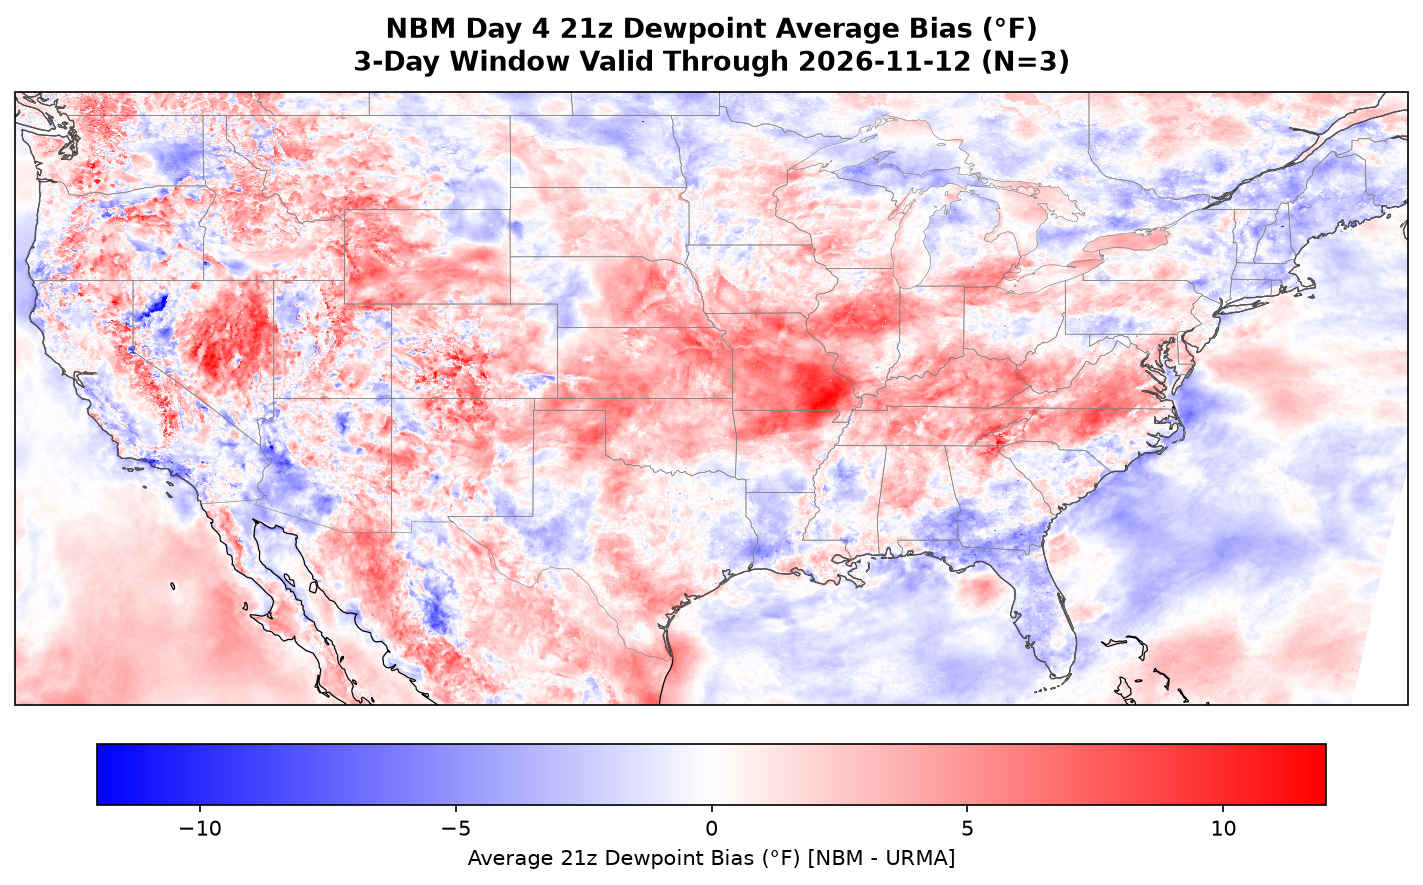 NBM Day 4 21z Dewpoint Average Bias (°F)
3-Day Window Valid Through 2026-11-12 (N=3)
−10 −5 0 5 10
Average 21z Dewpoint Bias (°F) [NBM - URMA]